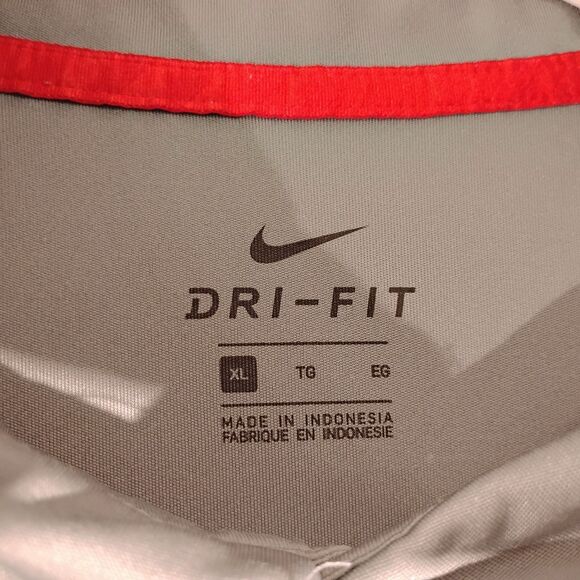 DRI-FIT
XL TG EG
MADE IN INDONESIA
FABRIQUE EN INDONESIE